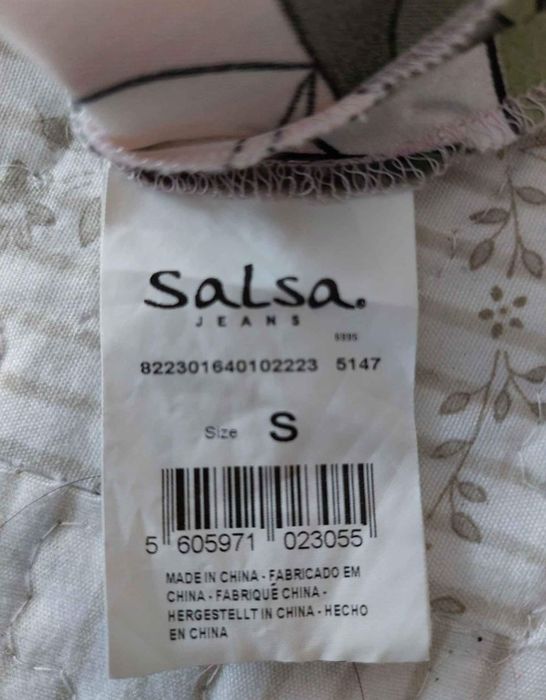 Salsa.
JEANS
822301640102223 5147
Size S
5 605971 023055
MADE IN CHINA - FABRICADO EM
CHINA - FABRIQUÉ CHINA -
HERGESTELLT IN CHINA - HECHO
EN CHINA